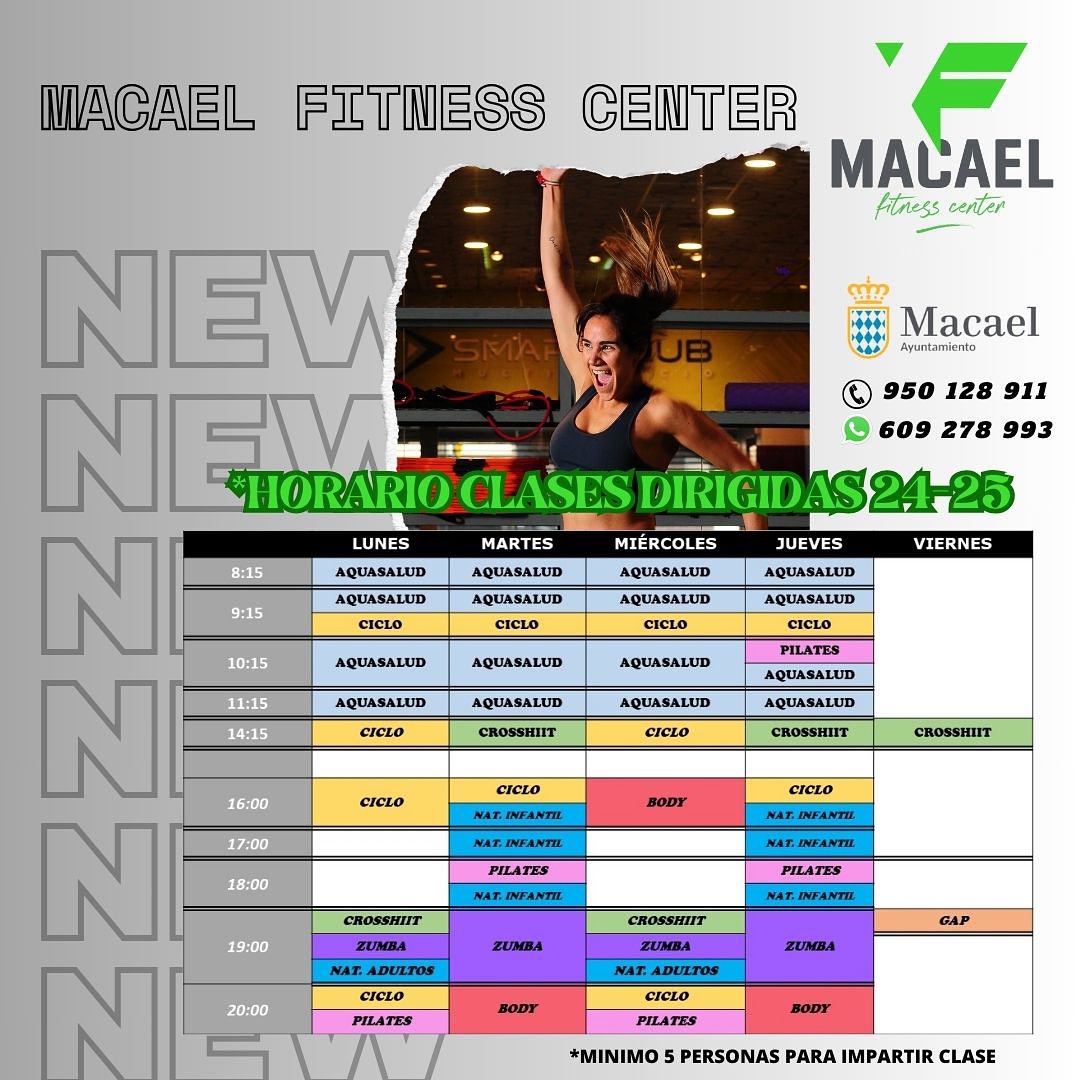 MACAEL FITNESS CENTER
MACAEL
fitness center
NEW
NEW
NEW
NEW
NEW
NEW
Macael
Ayuntamiento
950 128 911
609 278 993
*HORARIO CLASES DIRIGIDAS 24-25
LUNES MARTES MIÉRCOLES JUEVES VIERNES
8:15 AQUASALUD AQUASALUD AQUASALUD AQUASALUD
9:15 AQUASALUD AQUASALUD AQUASALUD AQUASALUD
CICLO CICLO CICLO CICLO
10:15 AQUASALUD AQUASALUD AQUASALUD PILATES
AQUASALUD
11:15 AQUASALUD AQUASALUD AQUASALUD AQUASALUD
14:15 CICLO CROSSHIIT CICLO CROSSHIIT CROSSHIIT
16:00 CICLO CICLO BODY CICLO
NAT. INFANTIL NAT. INFANTIL
17:00 NAT. INFANTIL NAT. INFANTIL
18:00 PILATES PILATES
NAT. INFANTIL NAT. INFANTIL
19:00 CROSSHIIT ZUMBA CROSSHIIT ZUMBA GAP
ZUMBA ZUMBA
NAT. ADULTOS NAT. ADULTOS
20:00 CICLO BODY CICLO BODY
PILATES PILATES
*MINIMO 5 PERSONAS PARA IMPARTIR CLASE